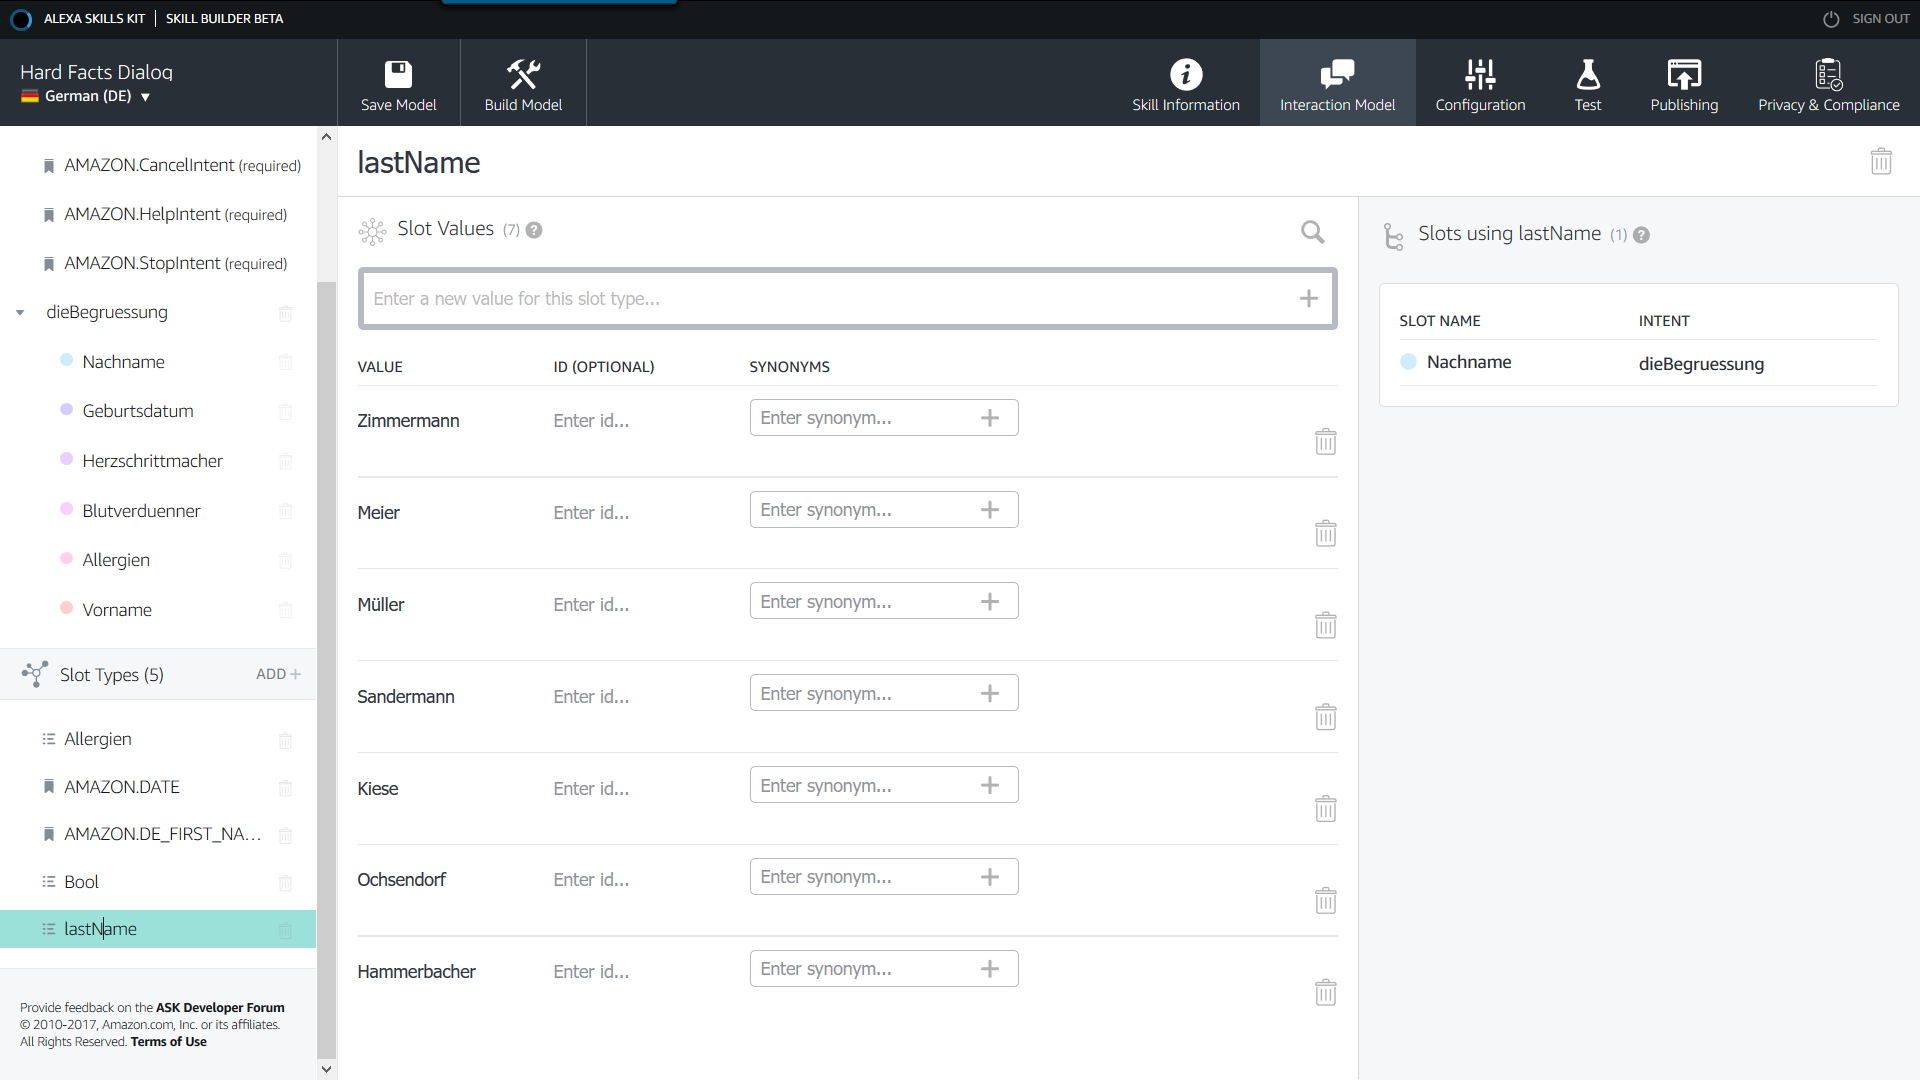 ALEXA SKILLS KIT | SKILL BUILDER BETA
SIGN OUT
Hard Facts Dialog
German (DE) ▼
Save Model
Build Model
Skill Information
Interaction Model
Configuration
Test
Publishing
Privacy & Compliance
AMAZON.CancelIntent (required)
AMAZON.HelpIntent (required)
AMAZON.StopIntent (required)
dieBegruessung
Nachname
Geburtsdatum
Herzschrittmacher
Blutverduenner
Allergien
Vorname
Slot Types (5)
ADD +
Allergien
AMAZON.DATE
AMAZON.DE_FIRST_NA...
Bool
lastName
Provide feedback on the ASK Developer Forum
© 2010-2017, Amazon.com, Inc. or its affiliates.
All Rights Reserved. Terms of Use
lastName
Slot Values (7) ?
Enter a new value for this slot type... +
VALUE ID (OPTIONAL) SYNONYMS
Zimmermann Enter id... Enter synonym... +
Meier Enter id... Enter synonym... +
Müller Enter id... Enter synonym... +
Sandermann Enter id... Enter synonym... +
Kiese Enter id... Enter synonym... +
Ochsendorf Enter id... Enter synonym... +
Hammerbacher Enter id... Enter synonym... +
Slots using lastName (1) ?
SLOT NAME INTENT
Nachname dieBegruessung